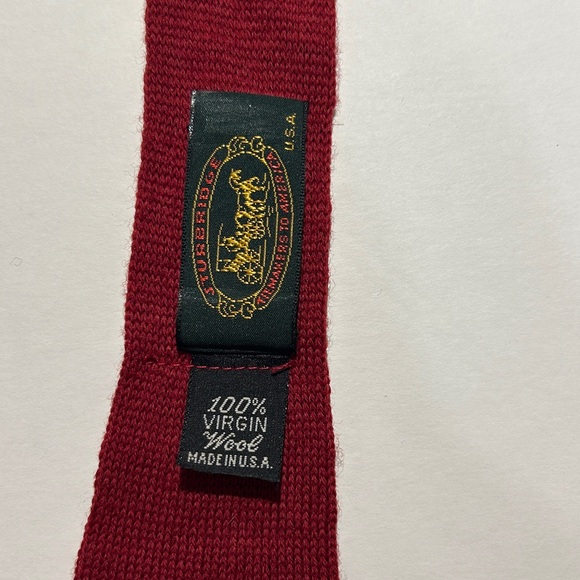 STURBRIDGE
TIEMAKERS TO AMERICA
U.S.A.
100%
VIRGIN
Wool
MADE IN U.S.A.